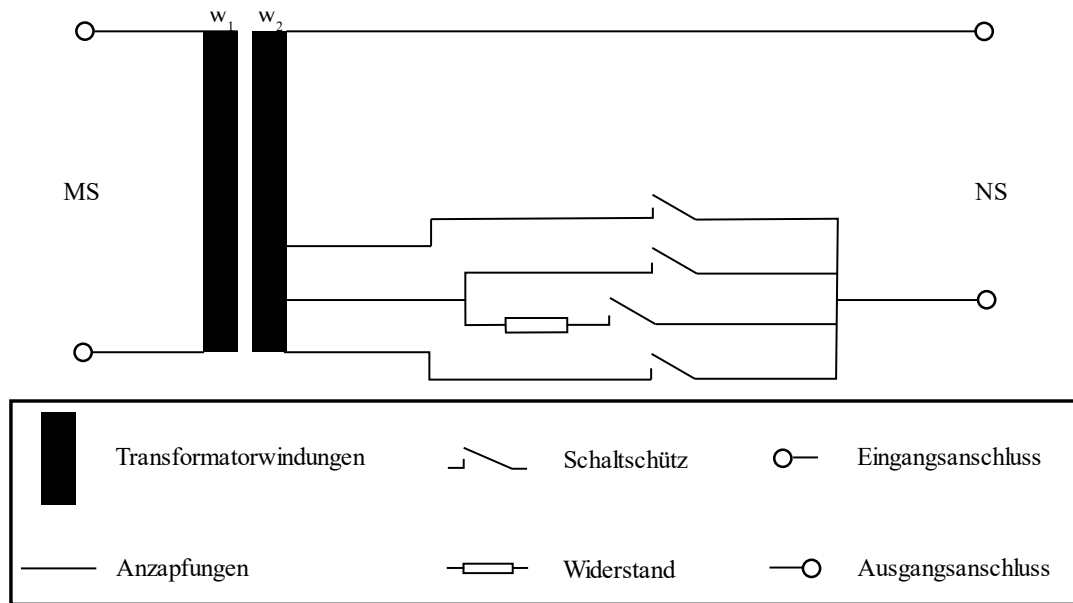 w₁ w₂
MS
NS
Transformatorwindungen
Schaltschütz
Eingangsanschluss
Anzapfungen
Widerstand
Ausgangsanschluss